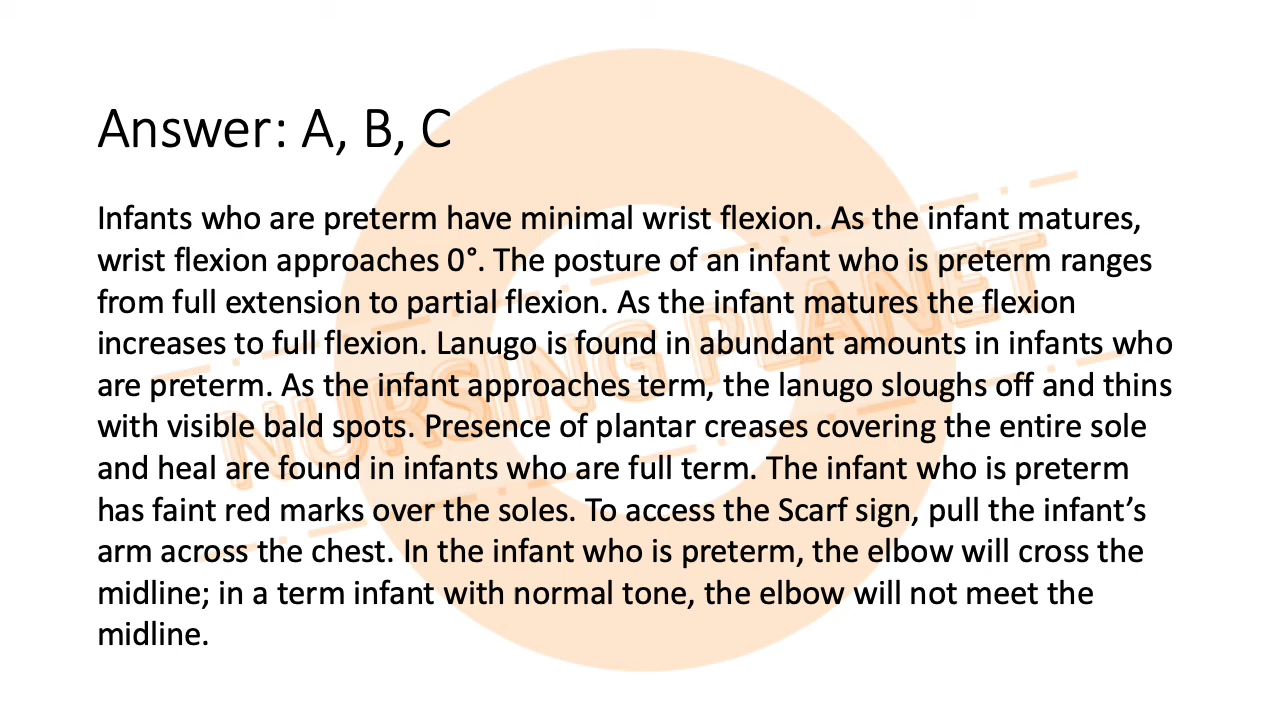 Answer: A, B, C
Infants who are preterm have minimal wrist flexion. As the infant matures,
wrist flexion approaches 0°. The posture of an infant who is preterm ranges
from full extension to partial flexion. As the infant matures the flexion
increases to full flexion. Lanugo is found in abundant amounts in infants who
are preterm. As the infant approaches term, the lanugo sloughs off and thins
with visible bald spots. Presence of plantar creases covering the entire sole
and heal are found in infants who are full term. The infant who is preterm
has faint red marks over the soles. To access the Scarf sign, pull the infant’s
arm across the chest. In the infant who is preterm, the elbow will cross the
midline; in a term infant with normal tone, the elbow will not meet the
midline.
NURSING PLANET